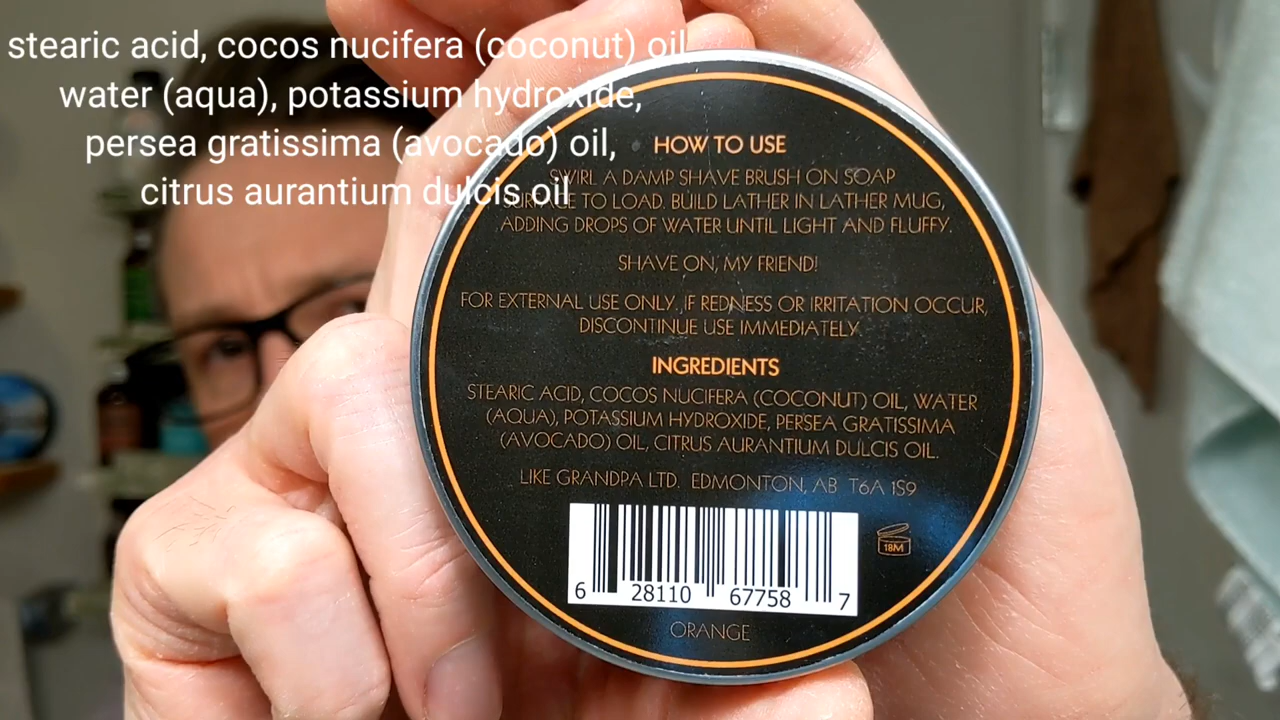 stearic acid, cocos nucifera (coconut) oil
water (aqua), potassium hydroxide,
persea gratissima (avocado) oil,
citrus aurantium dulcis oil
HOW TO USE
SWIRL A DAMP SHAVE BRUSH ON SOAP
SURFACE TO LOAD. BUILD LATHER IN LATHER MUG,
ADDING DROPS OF WATER UNTIL LIGHT AND FLUFFY.
SHAVE ON, MY FRIEND!
FOR EXTERNAL USE ONLY. IF REDNESS OR IRRITATION OCCUR,
DISCONTINUE USE IMMEDIATELY.
INGREDIENTS
STEARIC ACID, COCOS NUCIFERA (COCONUT) OIL, WATER
(AQUA), POTASSIUM HYDROXIDE, PERSEA GRATISSIMA
(AVOCADO) OIL, CITRUS AURANTIUM DULCIS OIL.
LIKE GRANDPA LTD. EDMONTON, AB T6A 1S9
18M
6 28110 67758 7
ORANGE